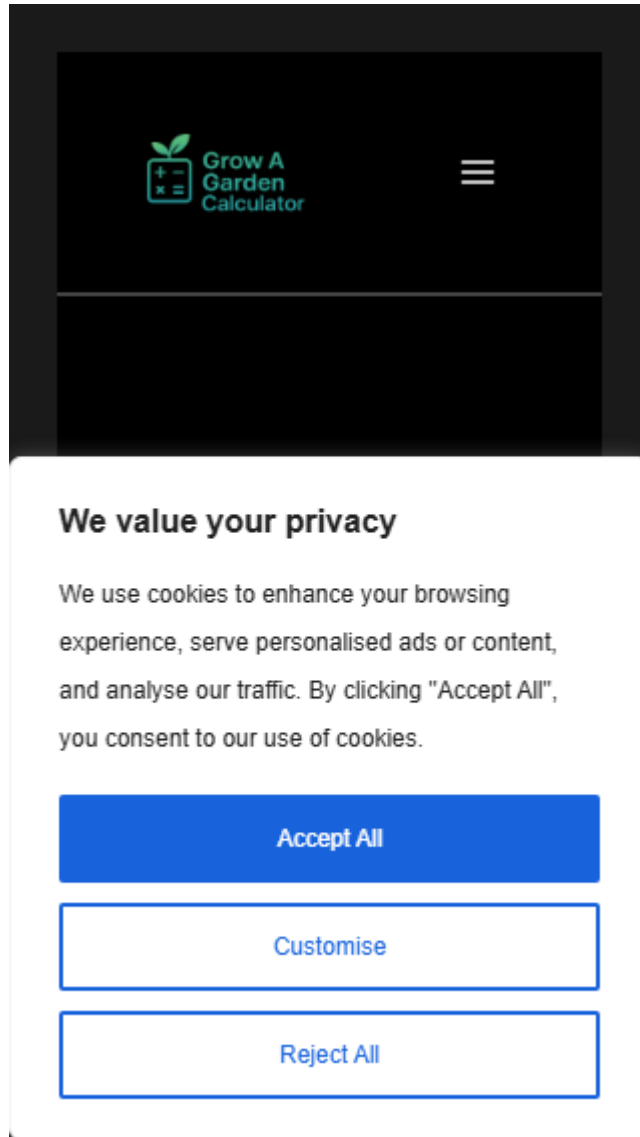 Grow A
Garden
Calculator
We value your privacy
We use cookies to enhance your browsing
experience, serve personalised ads or content,
and analyse our traffic. By clicking "Accept All",
you consent to our use of cookies.
Accept All
Customise
Reject All